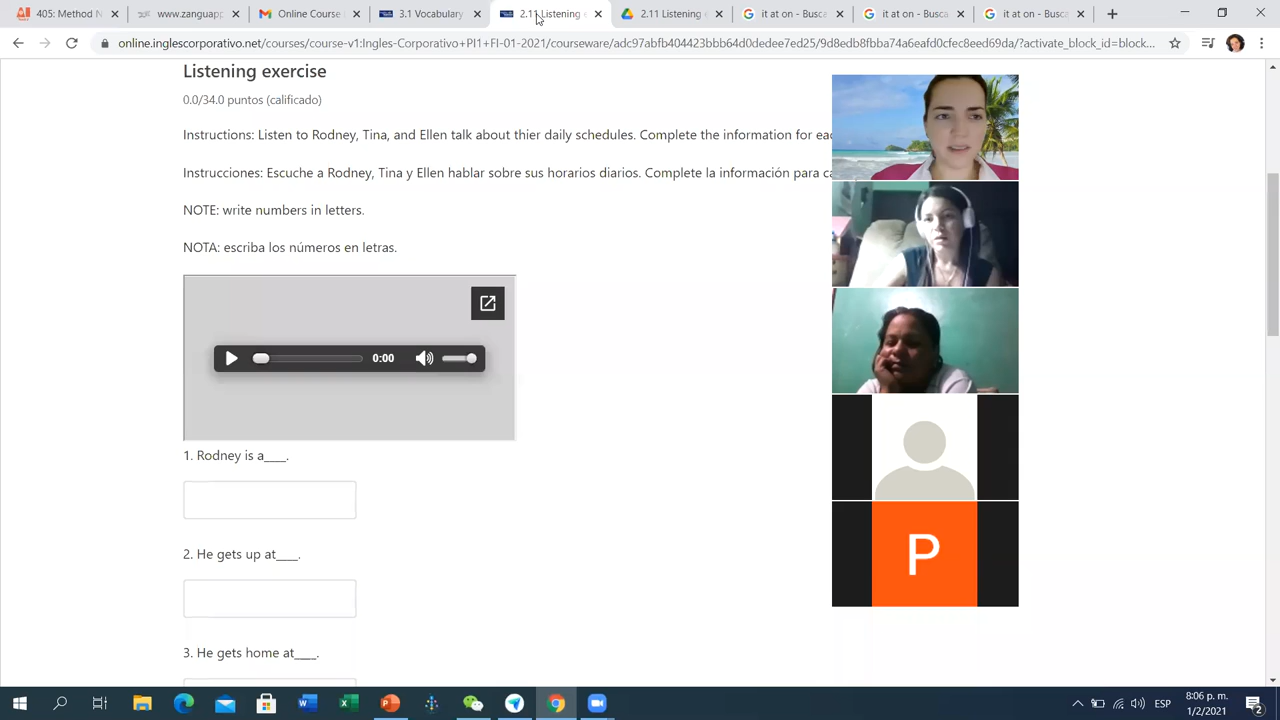 405: Method N
www.zanquap
Online Course
3.1 Vocabulary
2.11 Listening
2.11 Listening
it at on - Busca
it at on - Busca
it at on - Busca
online.inglescorporativo.net/courses/course-v1:Ingles-Corporativo+PI1+FI-01-2021/courseware/adc97abfb404423bbb64d0dedee7ed25/9d8edb8fbba74a6eafd0cfec8eed69da/?activate_block_id=block...
Listening exercise
0.0/34.0 puntos (calificado)
Instructions: Listen to Rodney, Tina, and Ellen talk about thier daily schedules. Complete the information for
Instrucciones: Escuche a Rodney, Tina y Ellen hablar sobre sus horarios diarios. Complete la información para
NOTE: write numbers in letters.
NOTA: escriba los números en letras.
0:00
1. Rodney is a___.
2. He gets up at___.
3. He gets home at___.
P
ESP
8:06 p. m.
1/2/2021
2